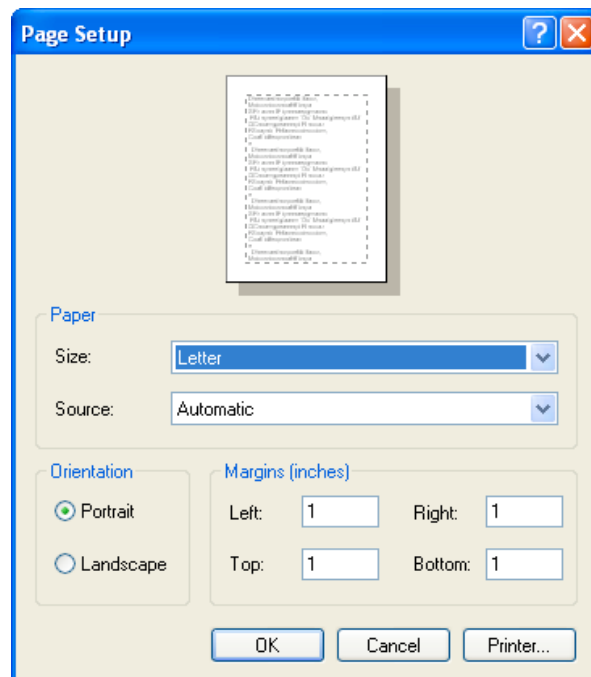 Page Setup
Paper
Size: Letter
Source: Automatic
Orientation
Portrait
Landscape
Margins (inches)
Left: 1 Right: 1
Top: 1 Bottom: 1
OK Cancel Printer...